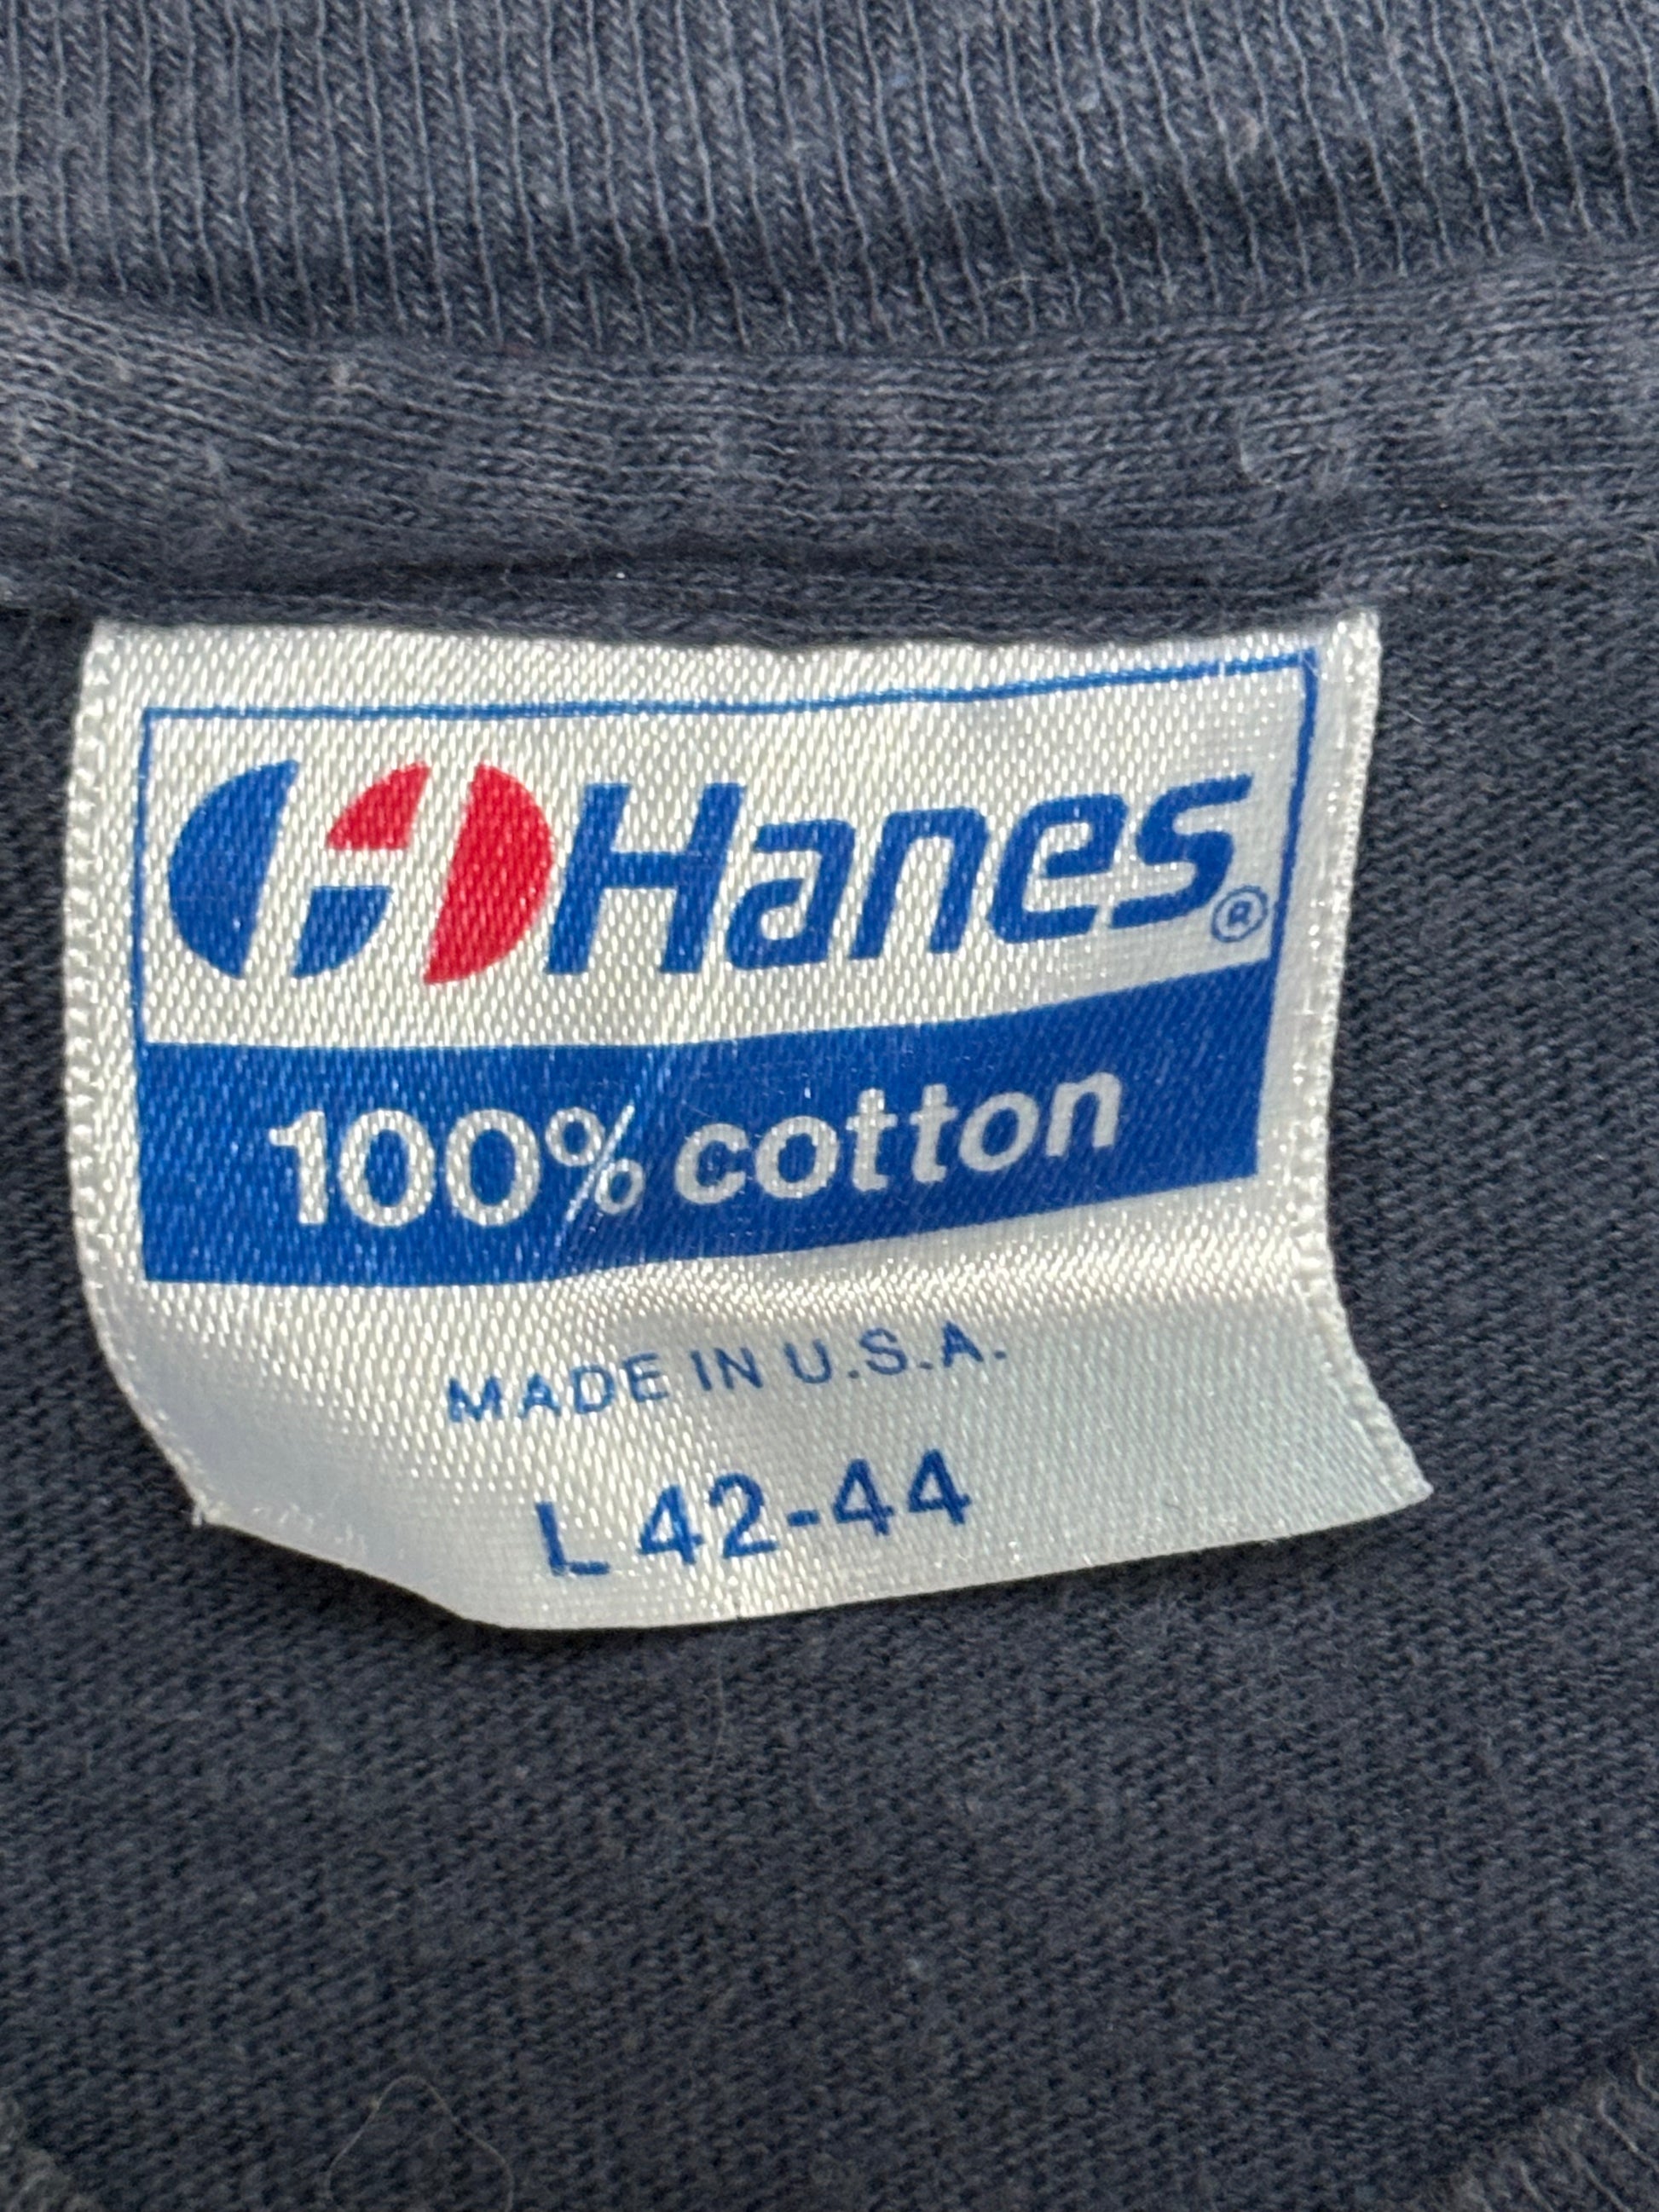 Hanes®
100% cotton
MADE IN U.S.A.
L 42-44